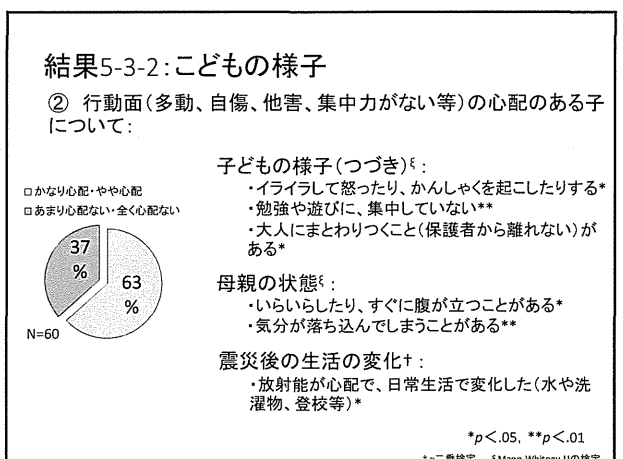 結果5-3-2:こどもの様子
② 行動面(多動、自傷、他害、集中力がない等)の心配のある子
について:
子どもの様子(つづき)ξ:
・イライラして怒ったり、かんしゃくを起こしたりする*
・勉強や遊びに、集中していない**
・大人にまとわりつくこと(保護者から離れない)が
ある*
□かなり心配・やや心配
□あまり心配ない・全く心配ない
37
%
63
%
N=60
母親の状態ξ:
・いらいらしたり、すぐに腹が立つことがある*
・気分が落ち込んでしまうことがある**
震災後の生活の変化†:
・放射能が心配で、日常生活で変化した(水や洗
濯物、登校等)*
*p<.05, **p<.01
ξMann Whitney Uの検定